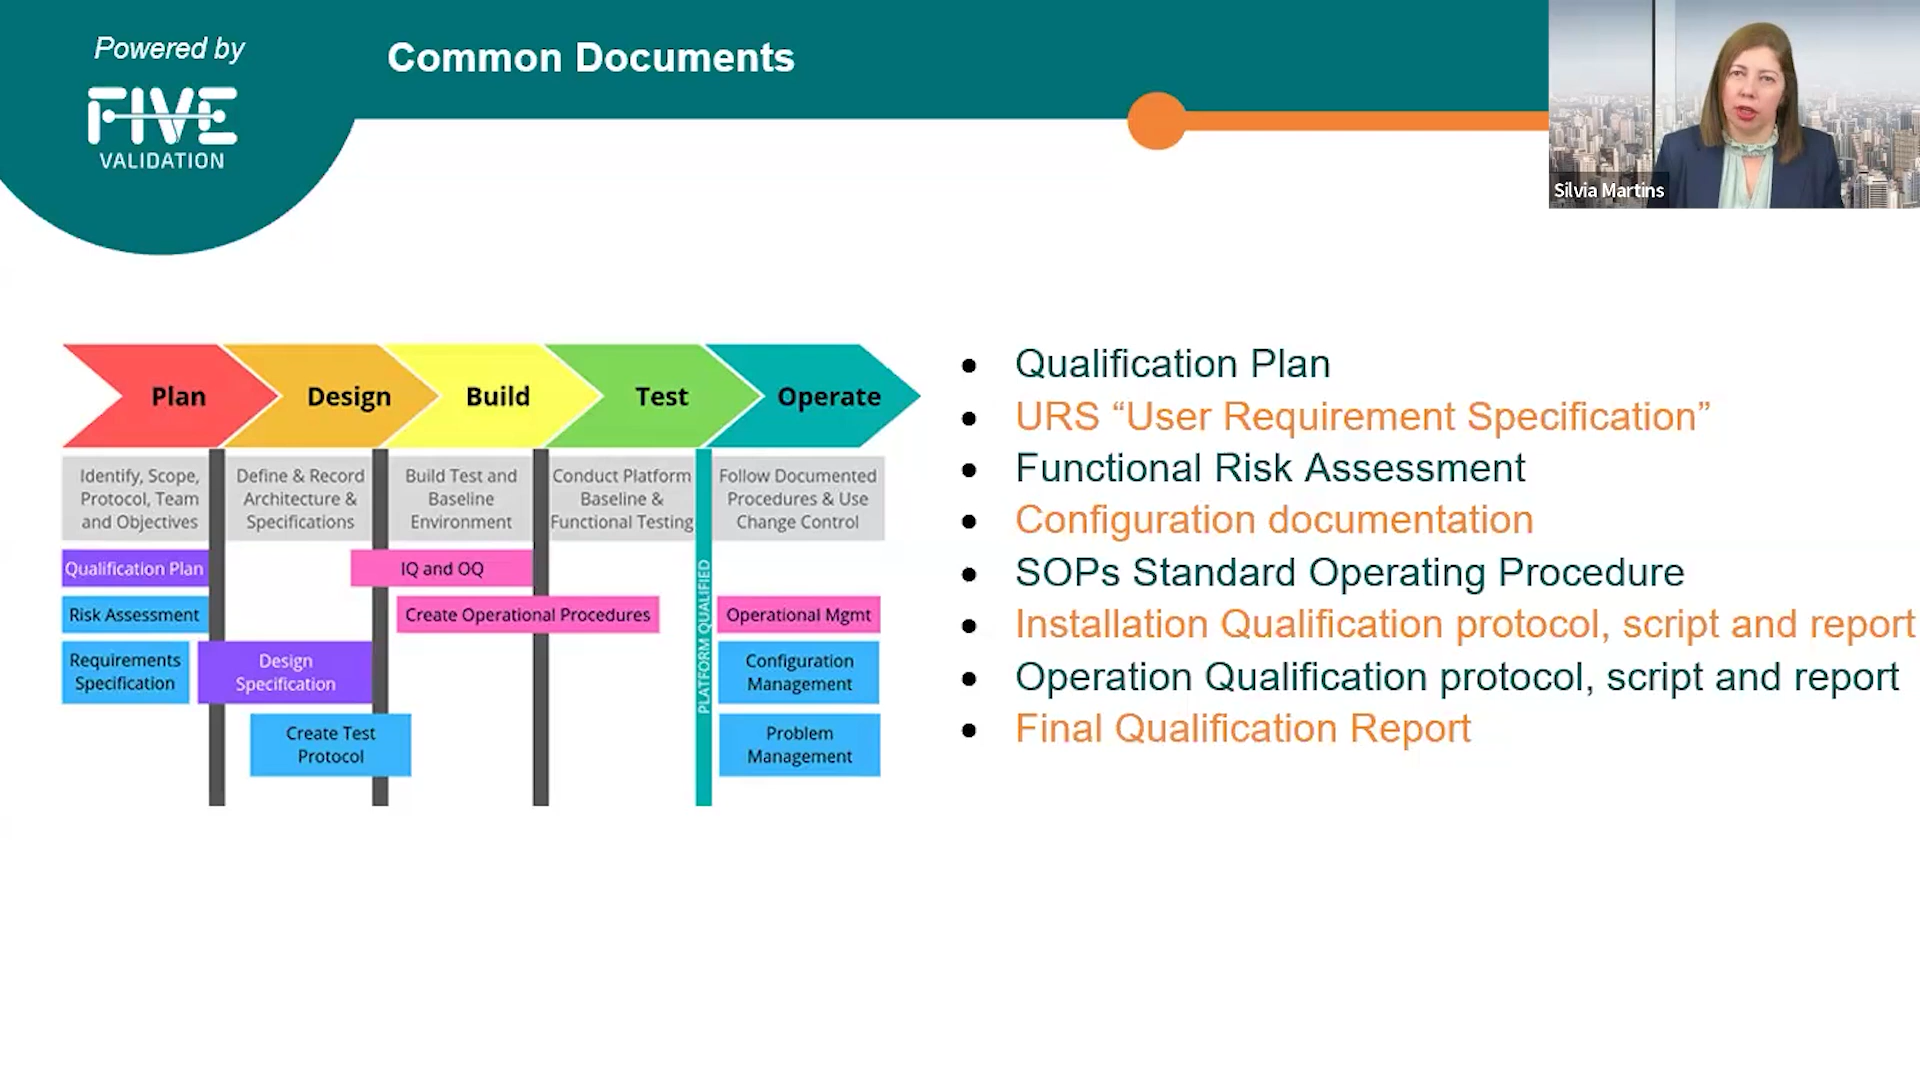 Powered by
FIVE
VALIDATION
Common Documents
Silvia Martins
Plan
Design
Build
Test
Operate
Identify, Scope,
Protocol, Team
and Objectives
Define & Record
Architecture &
Specifications
Build Test and
Baseline
Environment
Conduct Platform
Baseline &
Functional Testing
Follow Documented
Procedures & Use
Change Control
Qualification Plan
IQ and OQ
Risk Assessment
Create Operational Procedures
Operational Mgmt
Requirements
Specification
Design
Specification
Configuration
Management
Create Test
Protocol
Problem
Management
PLATFORM QUALIFIED
• Qualification Plan
• URS “User Requirement Specification”
• Functional Risk Assessment
• Configuration documentation
• SOPs Standard Operating Procedure
• Installation Qualification protocol, script and report
• Operation Qualification protocol, script and report
• Final Qualification Report